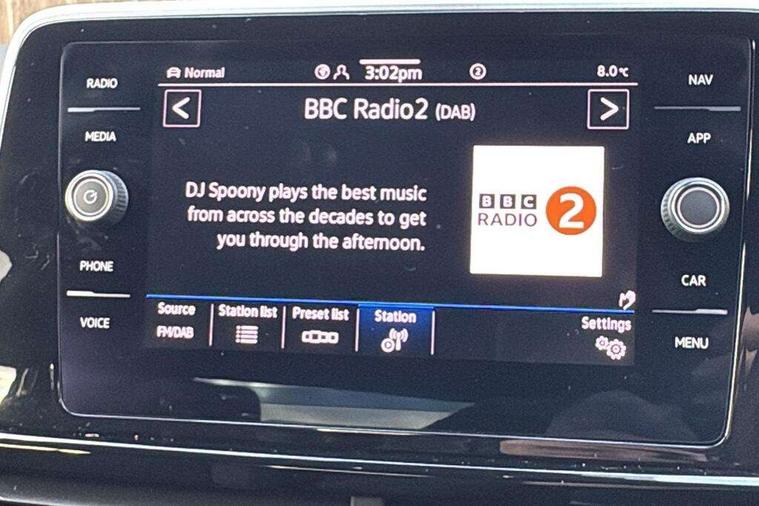 RADIO
MEDIA
PHONE
VOICE
Normal
3:02pm
2
8.0°C
< BBC Radio2 (DAB) >
DJ Spoony plays the best music
from across the decades to get
you through the afternoon.
BBC
RADIO 2
Source
FM/DAB
Station list
Preset list
Station
Settings
NAV
APP
CAR
MENU